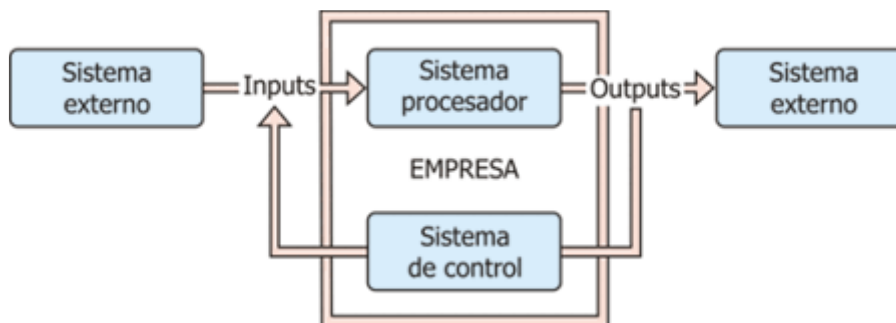 Sistema
externo
Inputs
Sistema
procesador
Outputs
Sistema
externo
EMPRESA
Sistema
de control